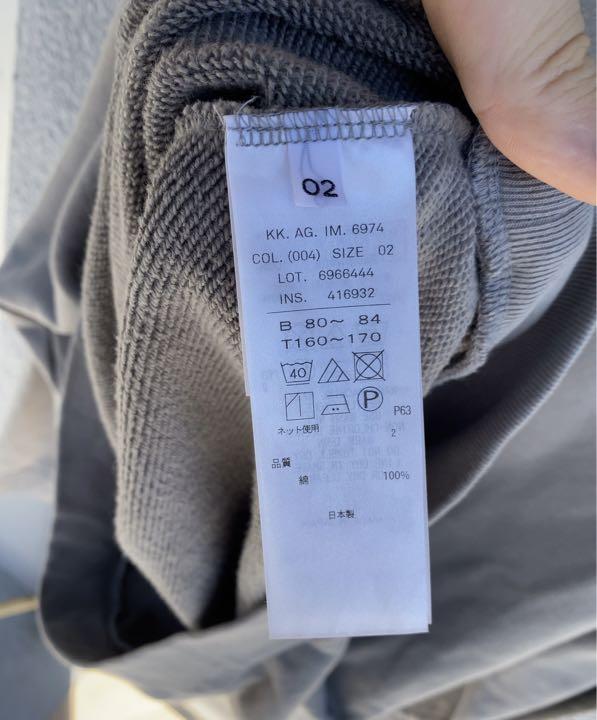 02
KK. AG. IM. 6974
COL. (004) SIZE 02
LOT. 6966444
INS. 416932
B 80～ 84
T160～170
40
P
P63
ネット使用
2
品質
綿 100%
日本製